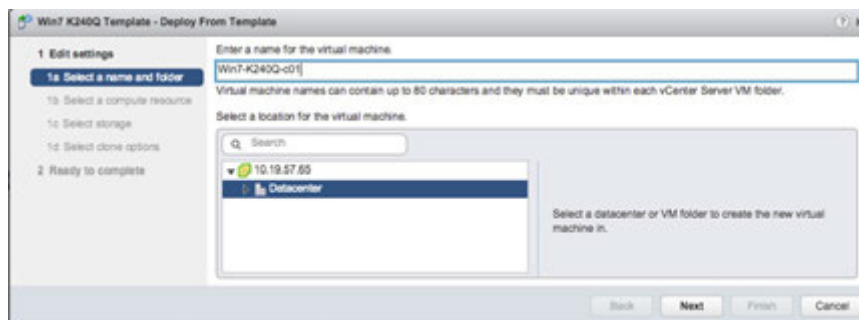 Win7 K240Q Template - Deploy From Template
1 Edit settings
1a Select a name and folder
1b Select a compute resource
1c Select storage
1d Select clone options
2 Ready to complete
Enter a name for the virtual machine.
Win7-K240Q-c01
Virtual machine names can contain up to 80 characters and they must be unique within each vCenter Server VM folder.
Select a location for the virtual machine.
Search
10.19.57.65
Datacenter
Select a datacenter or VM folder to create the new virtual
machine in.
Back Next Finish Cancel